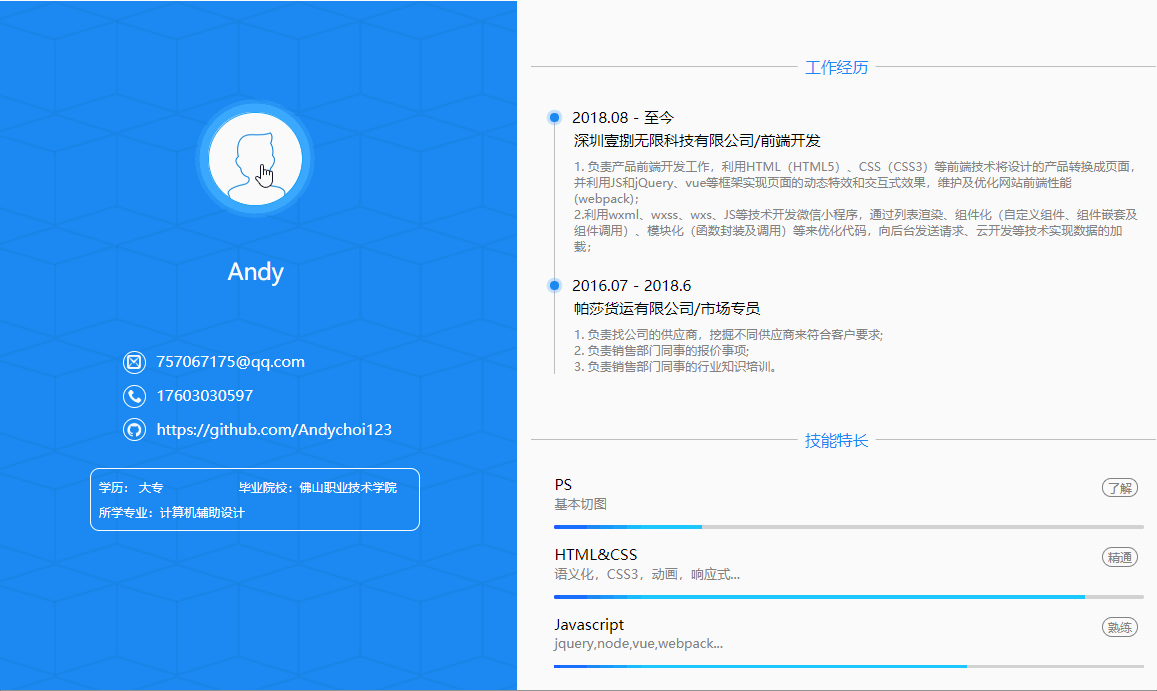 Andy
757067175@qq.com
17603030597
https://github.com/Andychoi123
学历： 大专 毕业院校：佛山职业技术学院
所学专业：计算机辅助设计
工作经历
2018.08 - 至今
深圳壹捌无限科技有限公司/前端开发
1. 负责产品前端开发工作，利用HTML（HTML5）、CSS（CSS3）等前端技术将设计的产品转换成页面，
并利用JS和jQuery、vue等框架实现页面的动态特效和交互式效果，维护及优化网站前端性能
(webpack)；
2.利用wxml、wxss、wxs、JS等技术开发微信小程序，通过列表渲染、组件化（自定义组件、组件嵌套及
组件调用）、模块化（函数封装及调用）等来优化代码，向后台发送请求、云开发等技术实现数据的加
载；
2016.07 - 2018.6
帕莎货运有限公司/市场专员
1. 负责找公司的供应商，挖掘不同供应商来符合客户要求;
2. 负责销售部门同事的报价事项;
3. 负责销售部门同事的行业知识培训。
技能特长
PS
了解
基本切图
HTML&CSS
精通
语义化，CSS3，动画，响应式...
Javascript
熟练
jquery,node,vue,webpack...